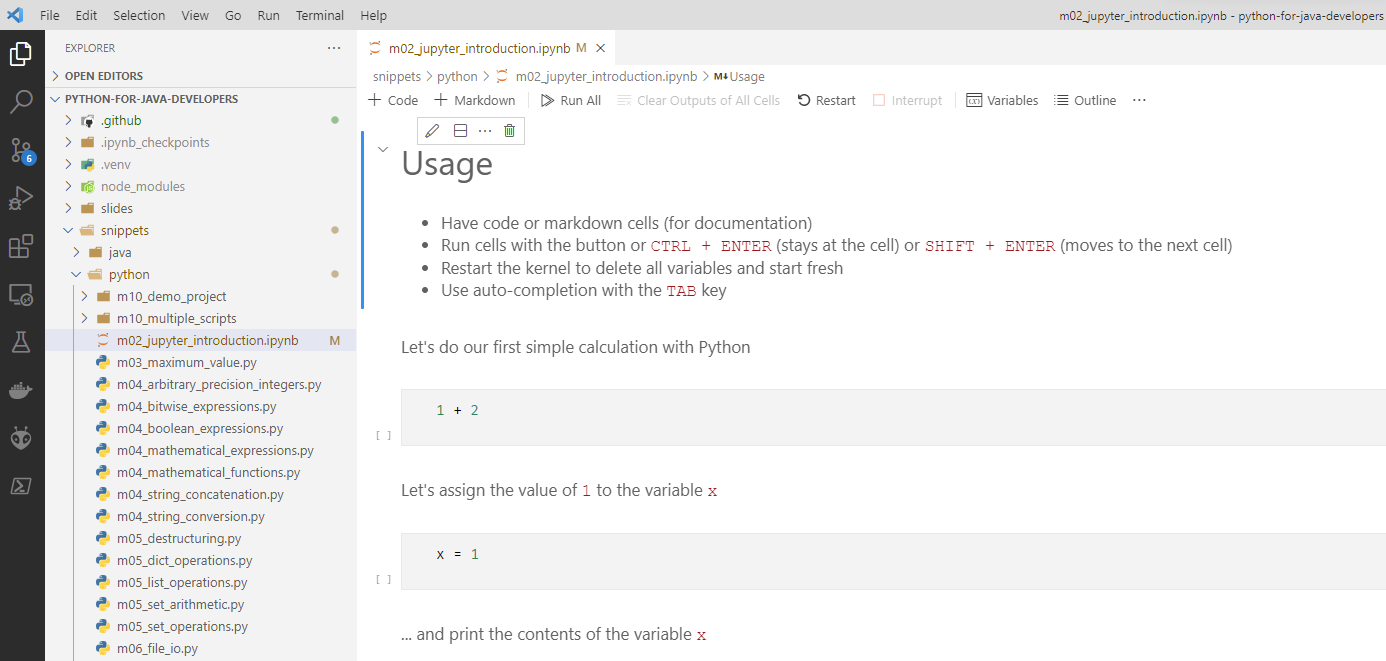 File Edit Selection View Go Run Terminal Help m02_jupyter_introduction.ipynb - python-for-java-developers
EXPLORER ···
OPEN EDITORS
PYTHON-FOR-JAVA-DEVELOPERS
.github
.ipynb_checkpoints
.venv
node_modules
slides
snippets
java
python
m10_demo_project
m10_multiple_scripts
m02_jupyter_introduction.ipynb M
m03_maximum_value.py
m04_arbitrary_precision_integers.py
m04_bitwise_expressions.py
m04_boolean_expressions.py
m04_mathematical_expressions.py
m04_mathematical_functions.py
m04_string_concatenation.py
m04_string_conversion.py
m05_destructuring.py
m05_dict_operations.py
m05_list_operations.py
m05_set_arithmetic.py
m05_set_operations.py
m06_file_io.py
6
m02_jupyter_introduction.ipynb M
snippets > python > m02_jupyter_introduction.ipynb > M↓Usage
+ Code + Markdown Run All Clear Outputs of All Cells Restart Interrupt Variables Outline ···
Usage
• Have code or markdown cells (for documentation)
• Run cells with the button or CTRL + ENTER (stays at the cell) or SHIFT + ENTER (moves to the next cell)
• Restart the kernel to delete all variables and start fresh
• Use auto-completion with the TAB key
Let's do our first simple calculation with Python
1 + 2
[ ]
Let's assign the value of 1 to the variable x
x = 1
[ ]
... and print the contents of the variable x